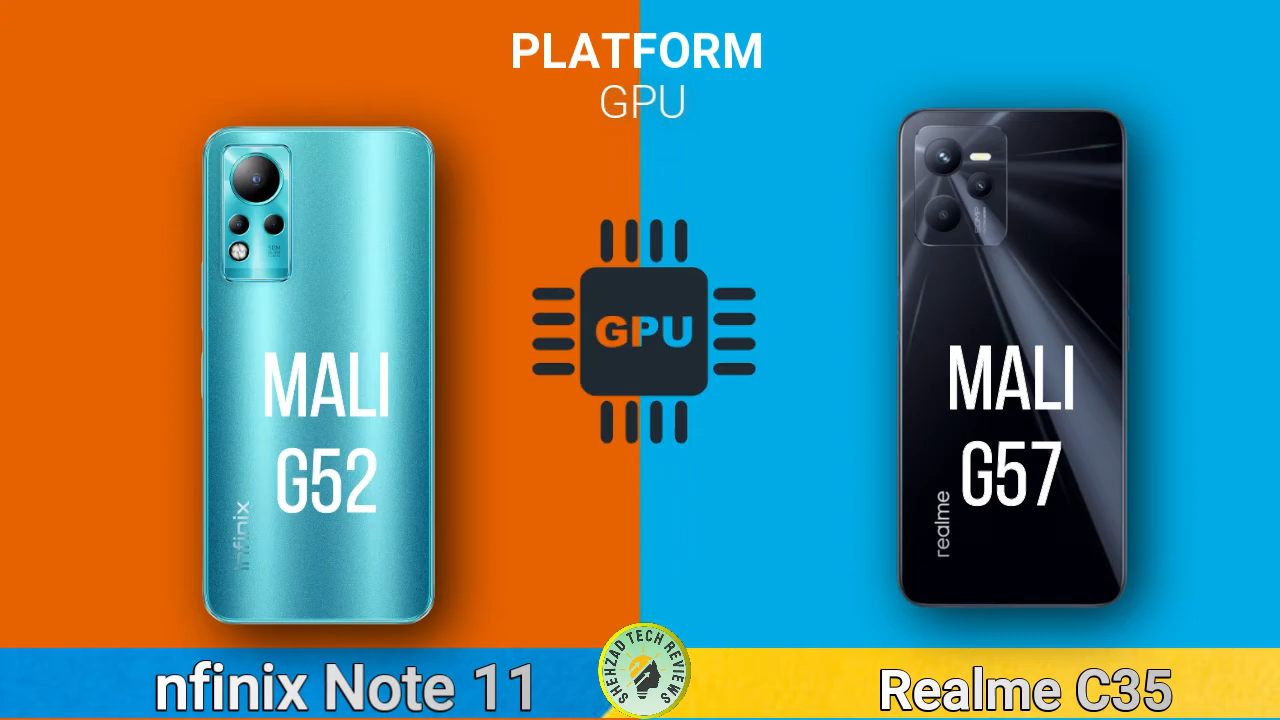 PLATFORM
GPU
GPU
MALI
G52
infinix
MALI
G57
realme
nfinix Note 11
SHEHZAD TECH REVIEWS
Realme C35